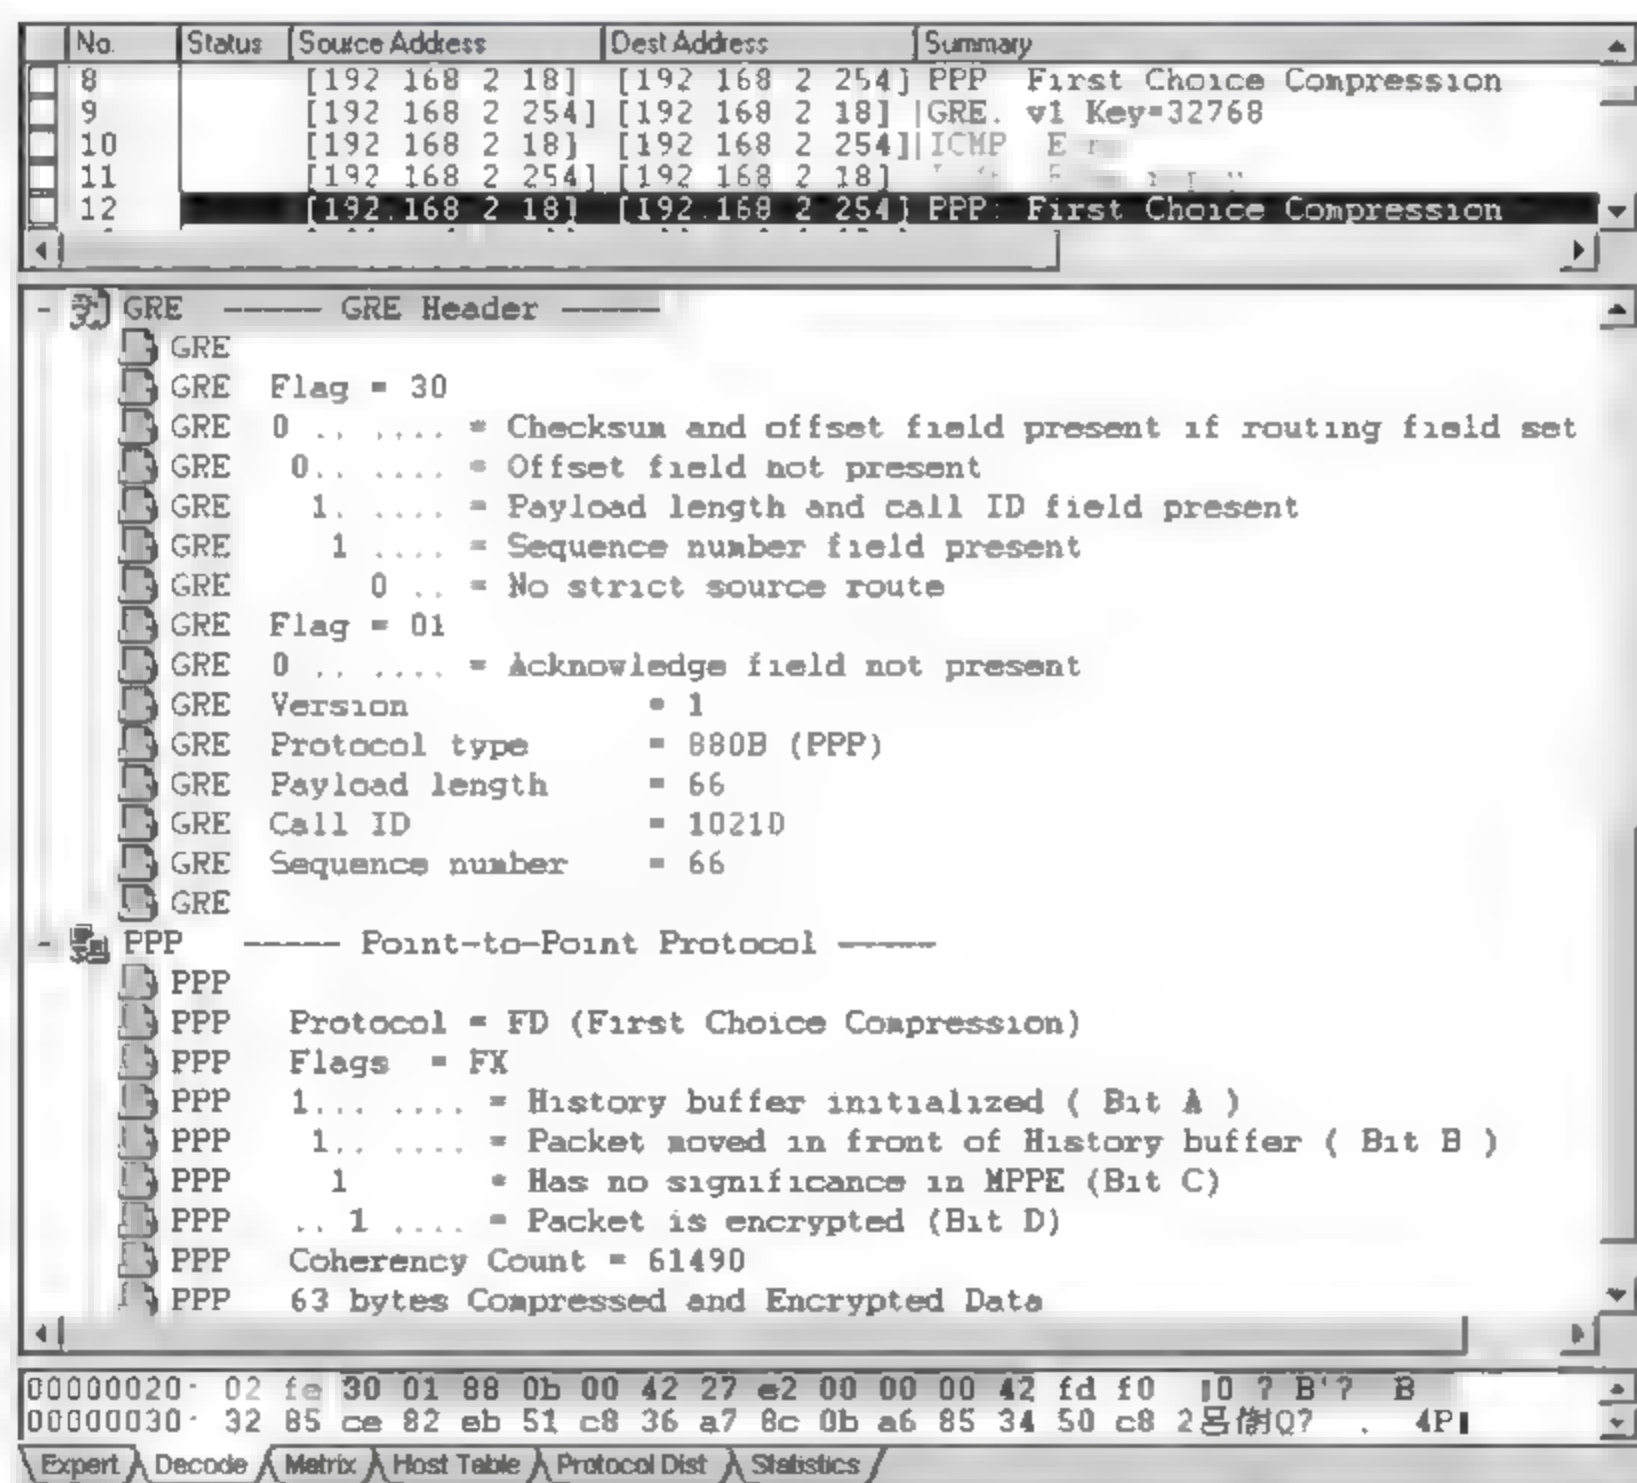 No. Status Source Address Dest Address Summary
8 [192 168 2 18] [192 168 2 254] PPP First Choice Compression
9 [192 168 2 254] [192 168 2 18] GRE. v1 Key=32768
10 [192 168 2 18] [192 168 2 254] ICMP
11 [192 168 2 254] [192 168 2 18]
12 [192.168 2 18] [192.168 2 254] PPP: First Choice Compression
- GRE ----- GRE Header -----
GRE
GRE Flag = 30
GRE 0 .. .... = Checksum and offset field present if routing field set
GRE 0.. .... = Offset field not present
GRE 1. .... = Payload length and call ID field present
GRE 1 .... = Sequence number field present
GRE 0 .. = No strict source route
GRE Flag = 01
GRE 0 .. .... = Acknowledge field not present
GRE Version = 1
GRE Protocol type = 880B (PPP)
GRE Payload length = 66
GRE Call ID = 10210
GRE Sequence number = 66
GRE
- PPP ----- Point-to-Point Protocol -----
PPP
PPP Protocol = FD (First Choice Compression)
PPP Flags = FX
PPP 1... .... = History buffer initialized ( Bit A )
PPP 1.. .... = Packet moved in front of History buffer ( Bit B )
PPP 1 = Has no significance in MPPE (Bit C)
PPP .. 1 .... = Packet is encrypted (Bit D)
PPP Coherency Count = 61490
PPP 63 bytes Compressed and Encrypted Data
00000020: 02 fe 30 01 88 0b 00 42 27 e2 00 00 00 42 fd f0 0 ? B'? B
00000030: 32 85 ce 82 eb 51 c8 36 a7 8c 0b a6 85 34 50 c8 2 Q? . 4P
Expert Decode Matrix Host Table Protocol Dist Statistics